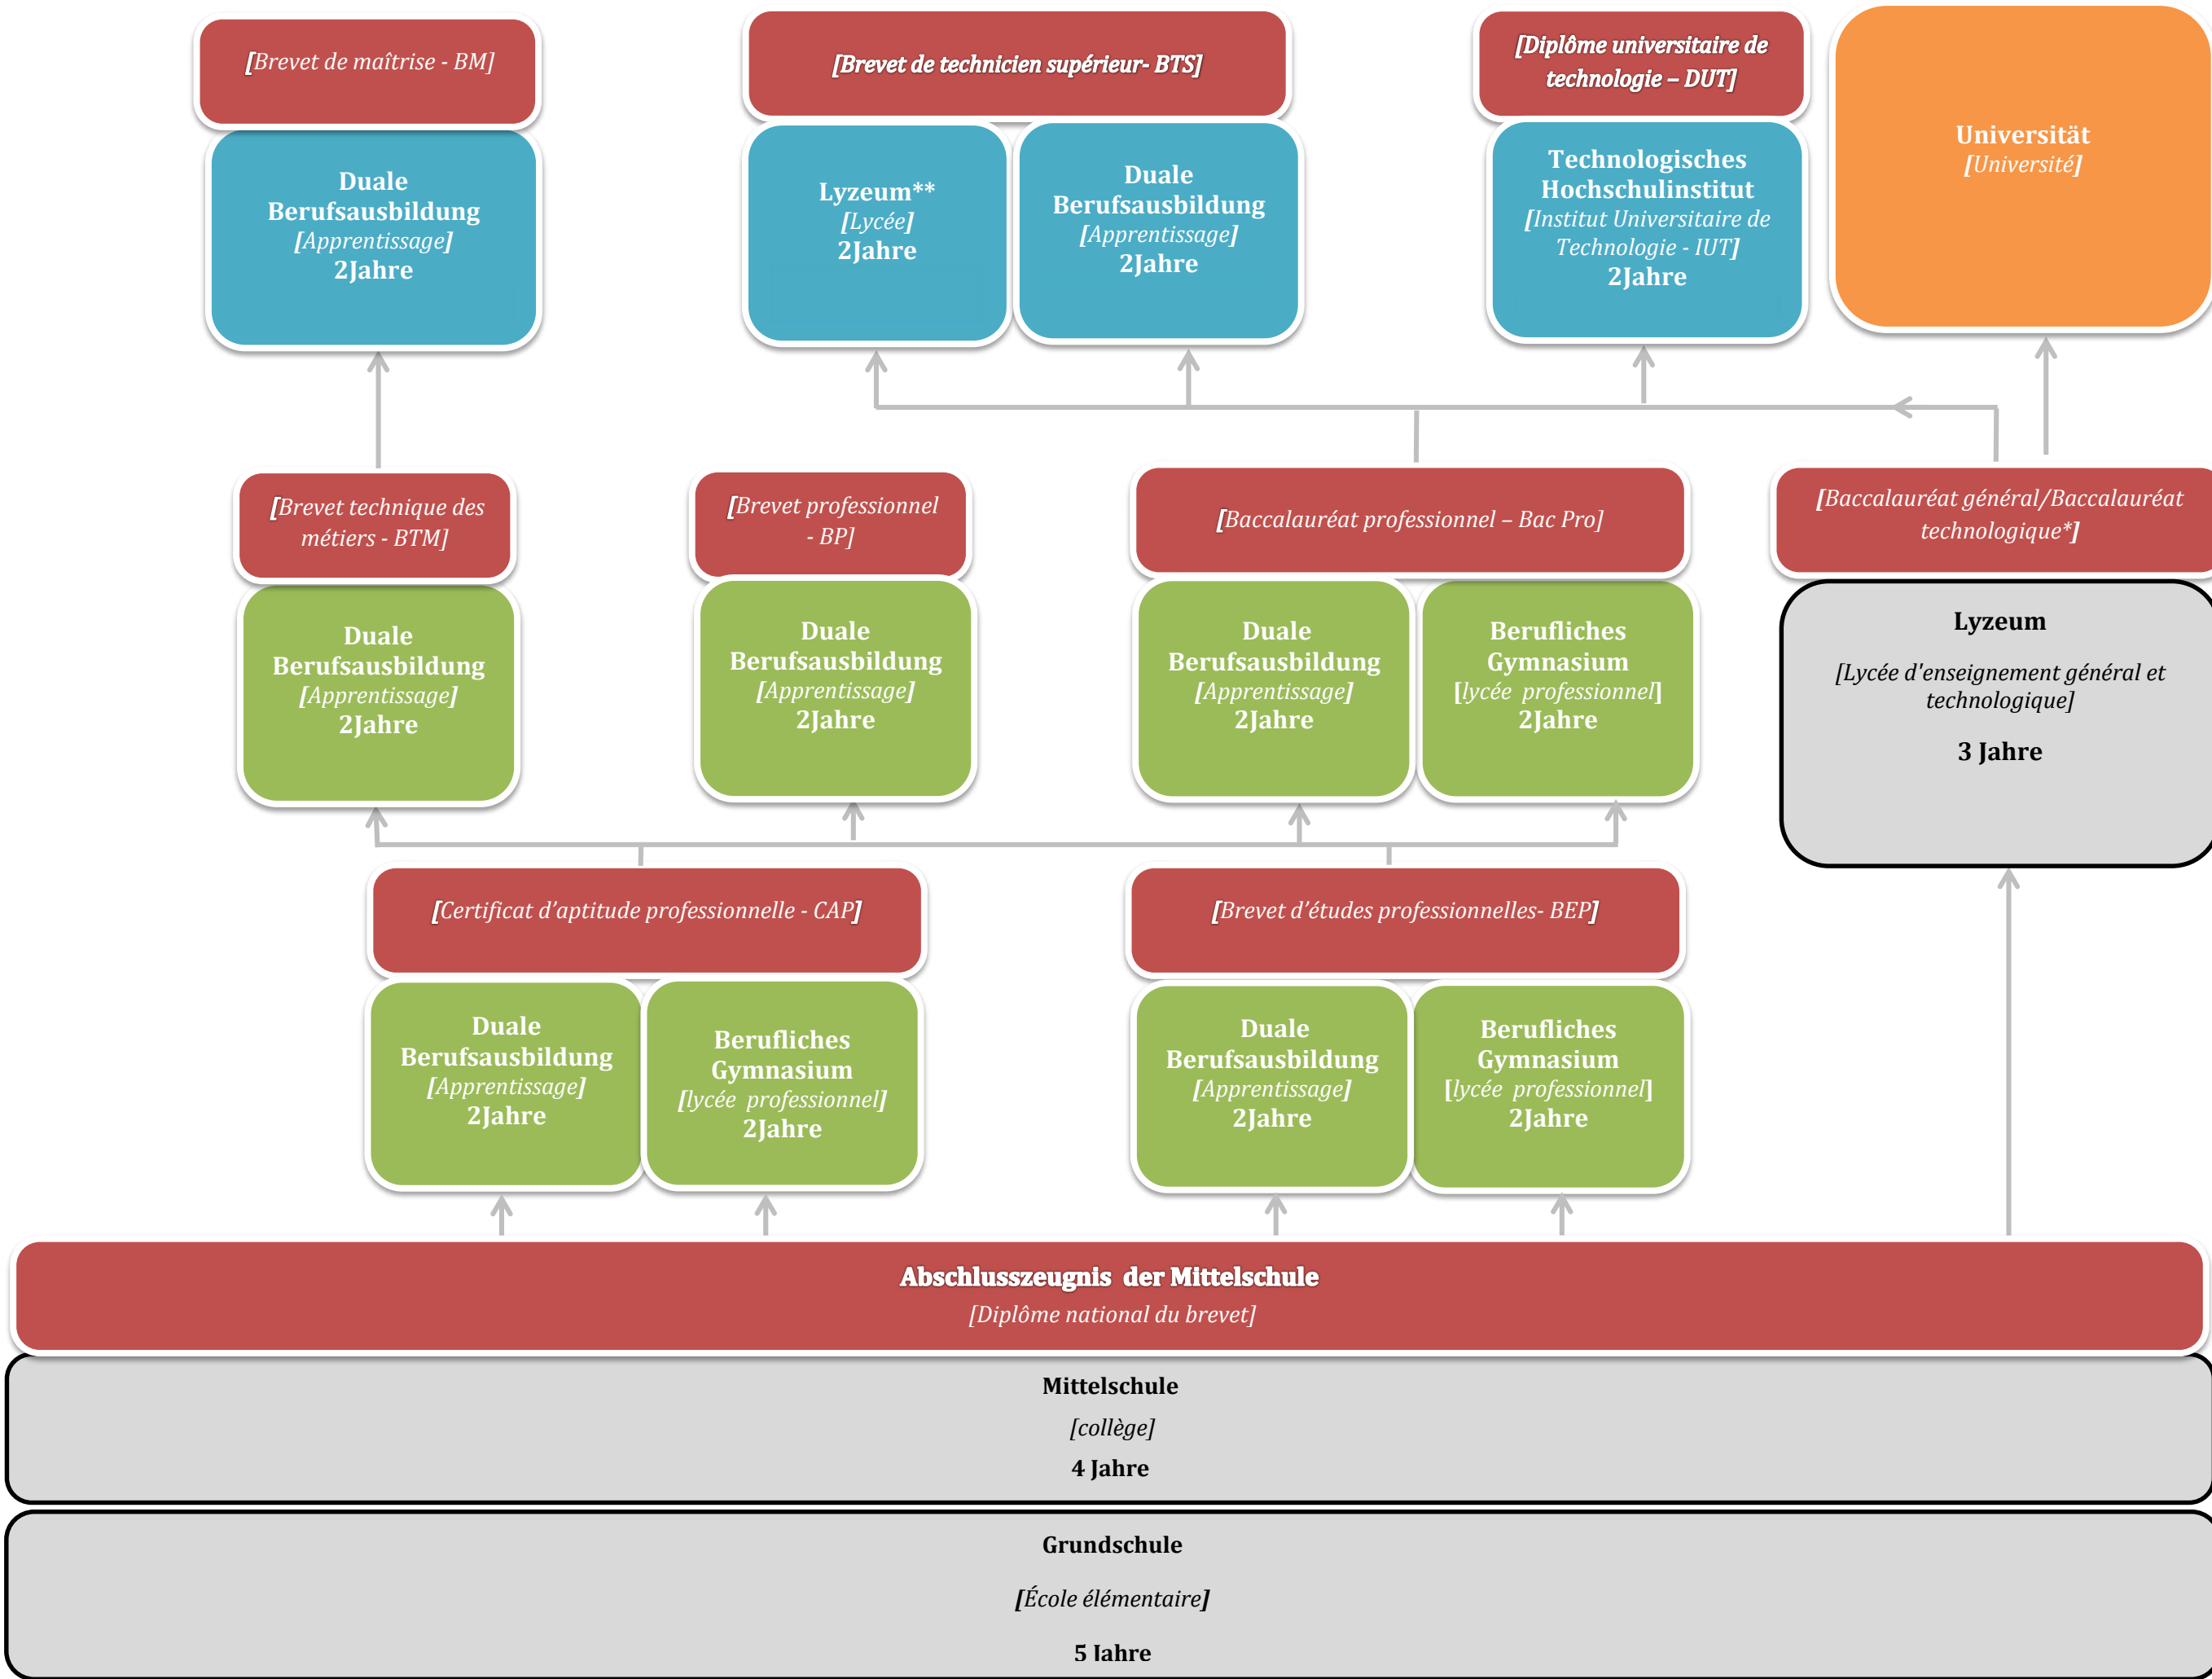 [Brevet de maîtrise - BM]
[Brevet de technicien supérieur- BTS]
[Diplôme universitaire de
technologie – DUT]
Duale
Berufsausbildung
[Apprentissage]
2Jahre
Lyzeum**
[Lycée]
2Jahre
Duale
Berufsausbildung
[Apprentissage]
2Jahre
Technologisches
Hochschulinstitut
[Institut Universitaire de
Technologie - IUT]
2Jahre
Universität
[Université]
[Brevet technique des
métiers - BTM]
[Brevet professionnel
- BP]
[Baccalauréat professionnel – Bac Pro]
[Baccalauréat général/Baccalauréat
technologique*]
Duale
Berufsausbildung
[Apprentissage]
2Jahre
Duale
Berufsausbildung
[Apprentissage]
2Jahre
Duale
Berufsausbildung
[Apprentissage]
2Jahre
Berufliches
Gymnasium
[lycée professionnel]
2Jahre
Lyzeum
[Lycée d'enseignement général et
technologique]
3 Jahre
[Certificat d’aptitude professionnelle - CAP]
[Brevet d’études professionnelles- BEP]
Duale
Berufsausbildung
[Apprentissage]
2Jahre
Berufliches
Gymnasium
[lycée professionnel]
2Jahre
Duale
Berufsausbildung
[Apprentissage]
2Jahre
Berufliches
Gymnasium
[lycée professionnel]
2Jahre
Abschlusszeugnis der Mittelschule
[Diplôme national du brevet]
Mittelschule
[collège]
4 Jahre
Grundschule
[École élémentaire]
5 Jahre